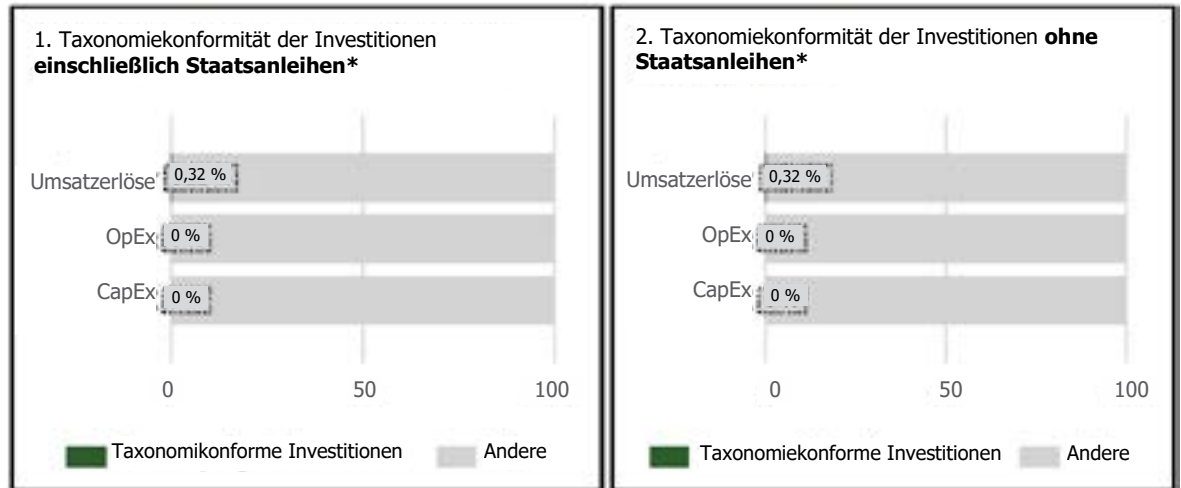 1. Taxonomiekonformität der Investitionen
einschließlich Staatsanleihen*
Umsatzerlöse
0,32 %
OpEx
0 %
CapEx
0 %
0 50 100
Taxonomikonforme Investitionen Andere
2. Taxonomiekonformität der Investitionen ohne
Staatsanleihen*
Umsatzerlöse
0,32 %
OpEx
0 %
CapEx
0 %
0 50 100
Taxonomiekonforme Investitionen Andere